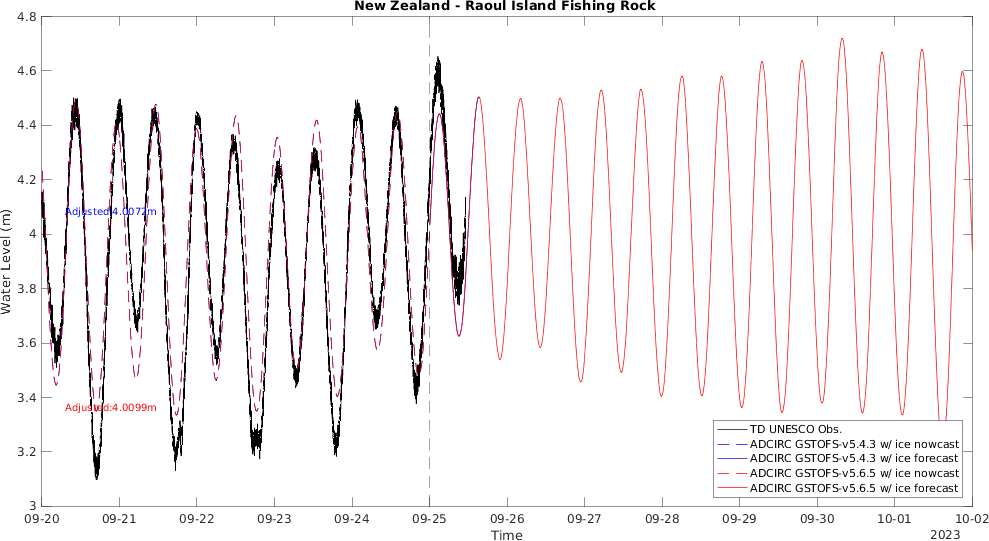 New Zealand - Raoul Island Fishing Rock
4.8
4.6
4.4
4.2
4
3.8
3.6
3.4
3.2
3
Water Level (m)
Adjusted:4.0072m
Adjusted:4.0099m
TD UNESCO Obs.
ADCIRC GSTOFS-v5.4.3 w/ ice nowcast
ADCIRC GSTOFS-v5.4.3 w/ ice forecast
ADCIRC GSTOFS-v5.6.5 w/ ice nowcast
ADCIRC GSTOFS-v5.6.5 w/ ice forecast
09-20 09-21 09-22 09-23 09-24 09-25 09-26 09-27 09-28 09-29 09-30 10-01 10-02
Time
2023